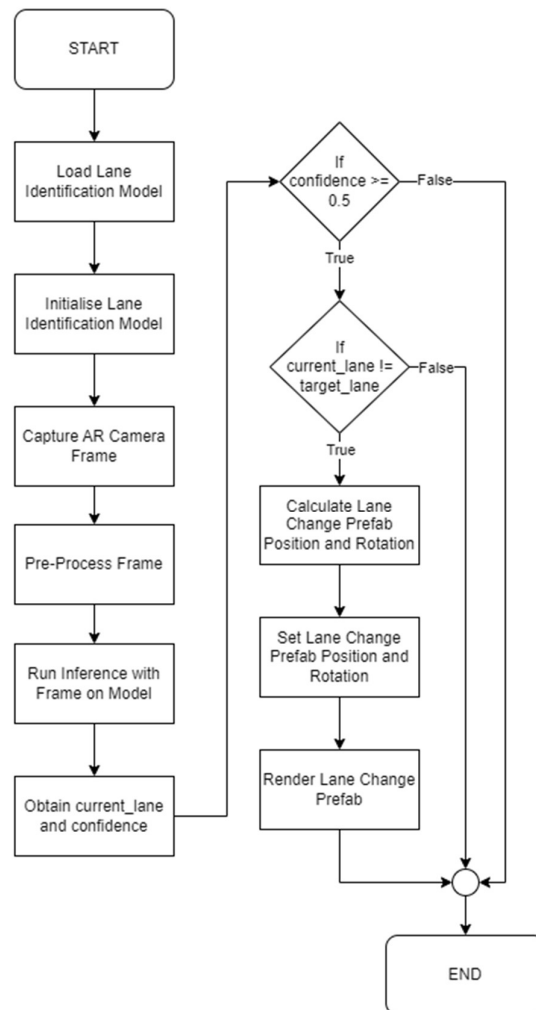 START
Load Lane
Identification Model
Initialise Lane
Identification Model
Capture AR Camera
Frame
Pre-Process Frame
Run Inference with
Frame on Model
Obtain current_lane
and confidence
If
confidence >=
0.5
False
True
If
current_lane !=
target_lane
False
True
Calculate Lane
Change Prefab
Position and Rotation
Set Lane Change
Prefab Position and
Rotation
Render Lane Change
Prefab
END